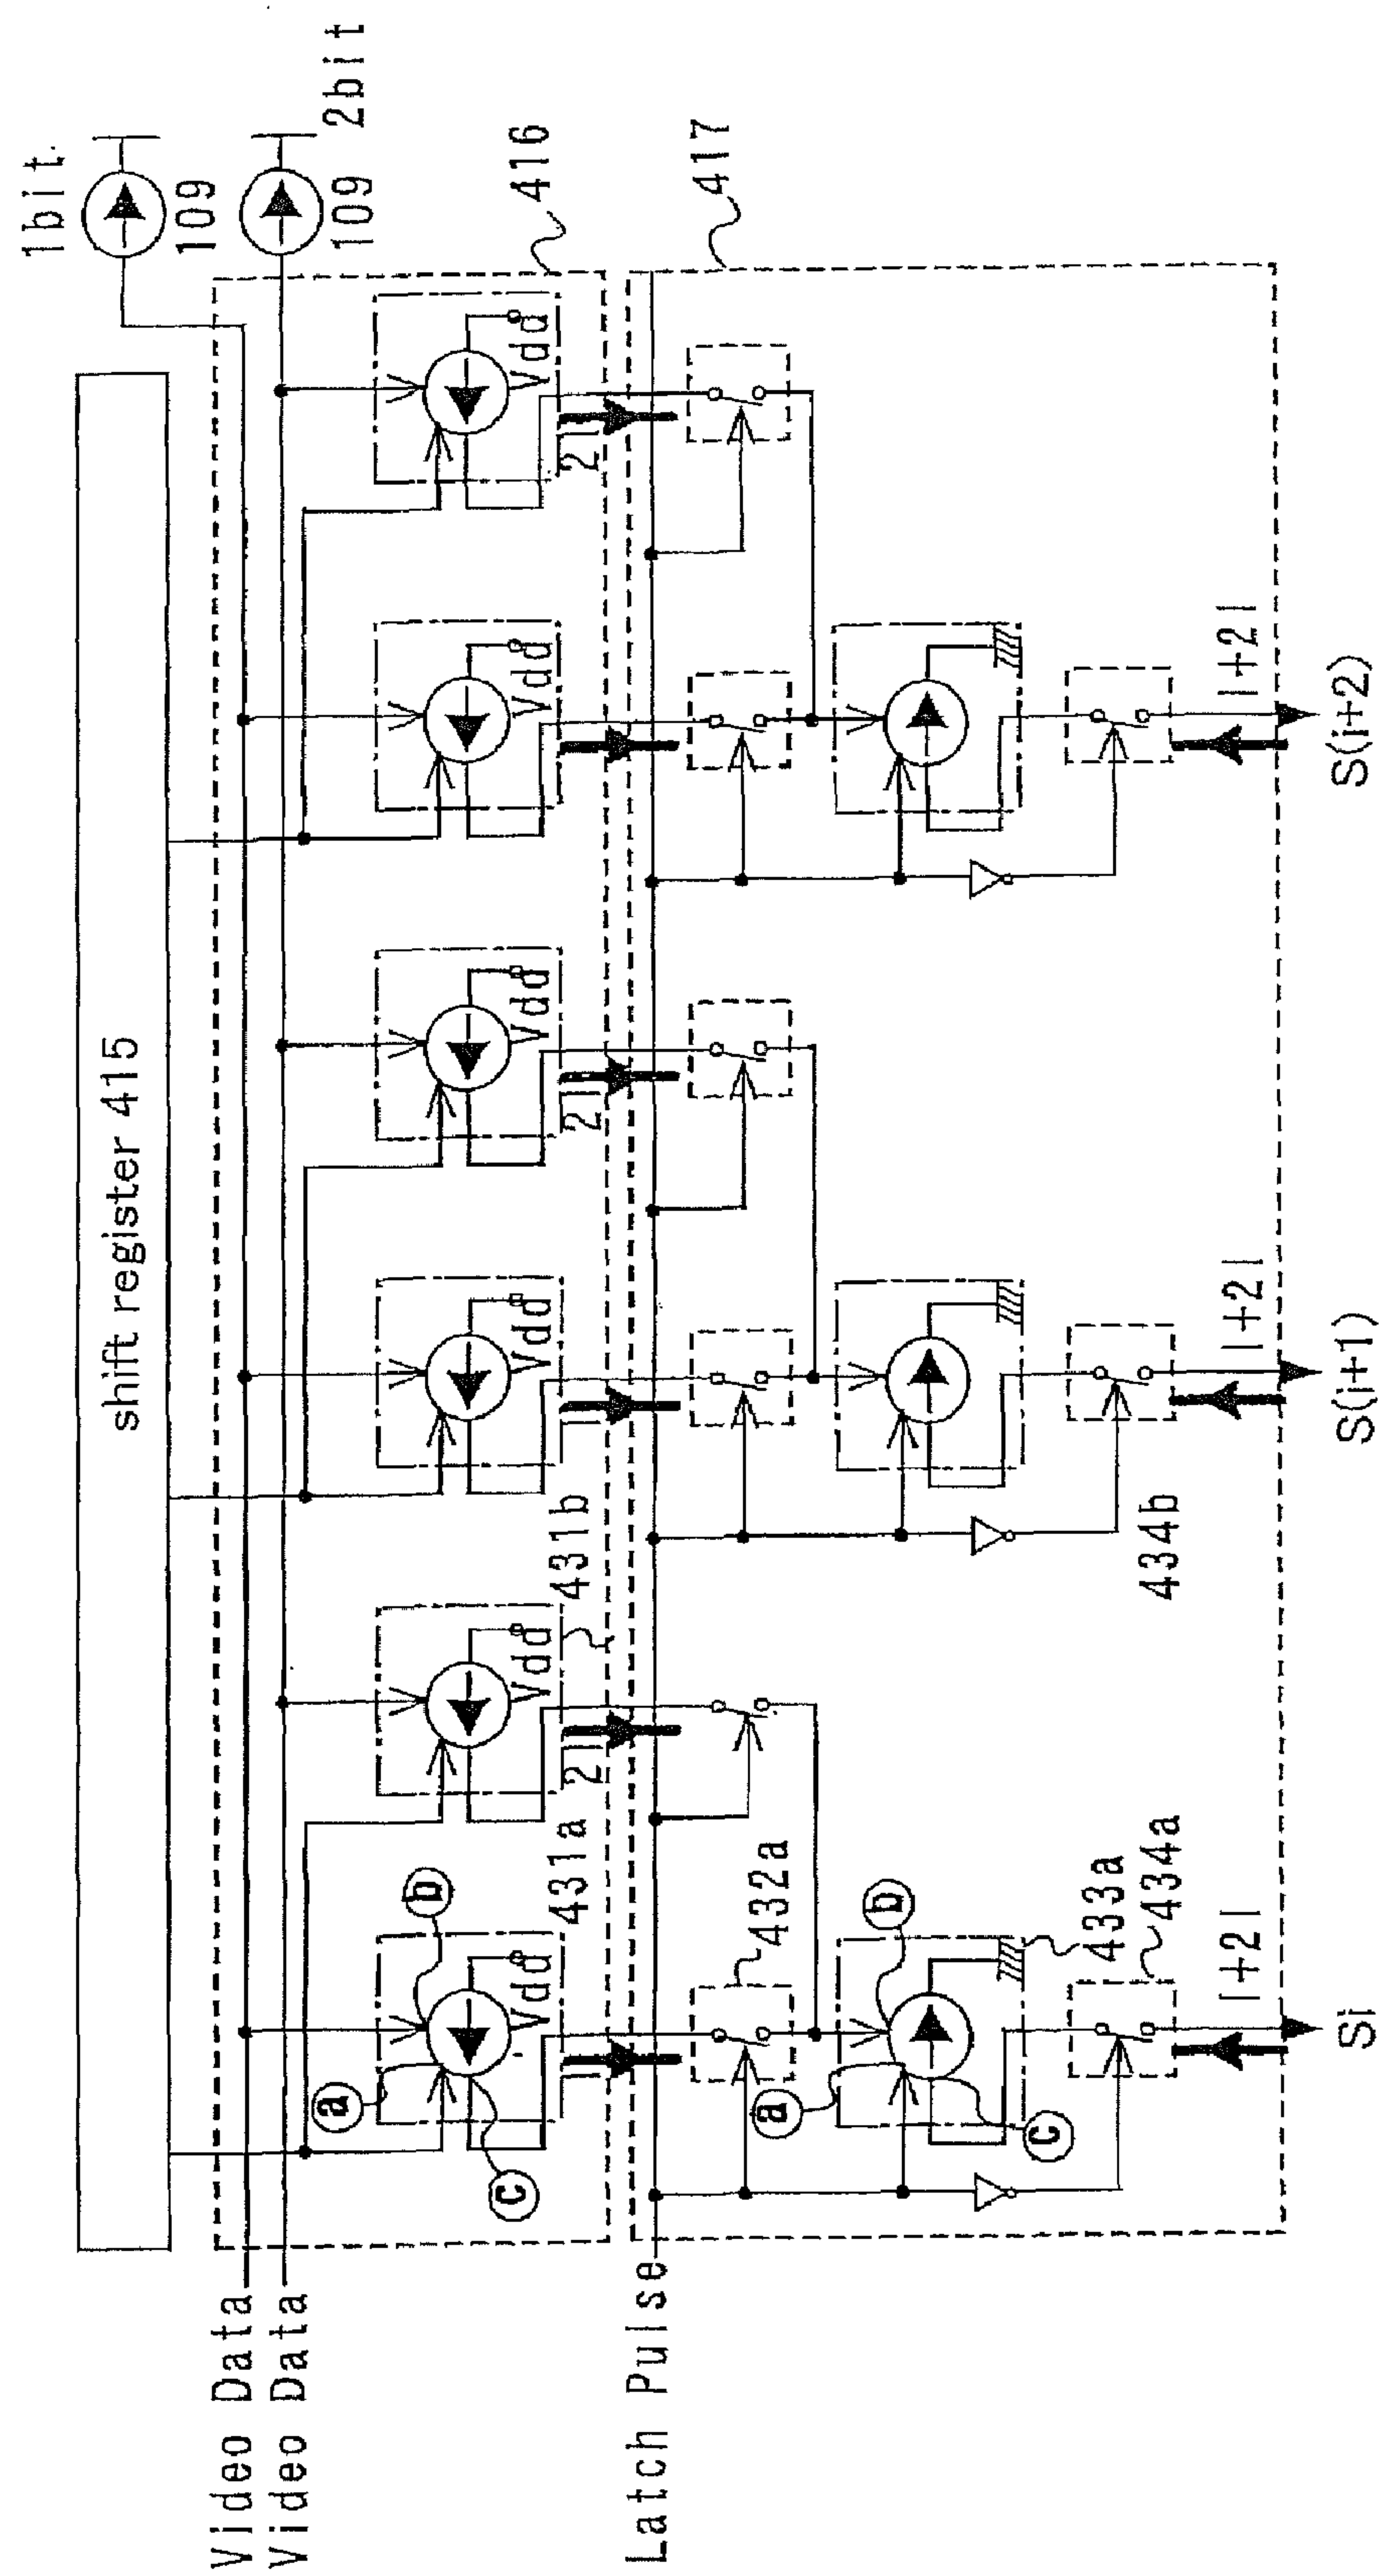 1bit.
shift register 415
109
Video Data
2bit
Video Data
109
a
b
c
Vdd
Vdd
Vdd
Vdd
Vdd
Vdd
431a
431b
416
I
2I
I
2I
I
2I
Latch Pulse
417
432a
a
b
c
433a
434a
434b
I+2I
I+2I
I+2I
Si
S(i+1)
S(i+2)